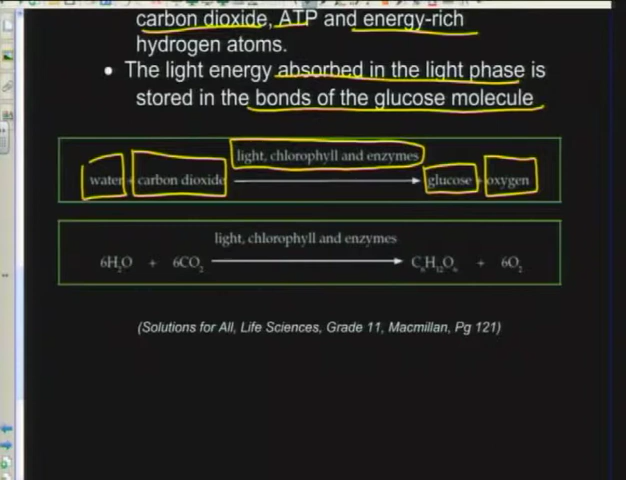 carbon dioxide, ATP and energy-rich
hydrogen atoms.
• The light energy absorbed in the light phase is
stored in the bonds of the glucose molecule
light, chlorophyll and enzymes
water + carbon dioxide → glucose + oxygen
light, chlorophyll and enzymes
6H₂O + 6CO₂ → C₆H₁₂O₆ + 6O₂
(Solutions for All, Life Sciences, Grade 11, Macmillan, Pg 121)